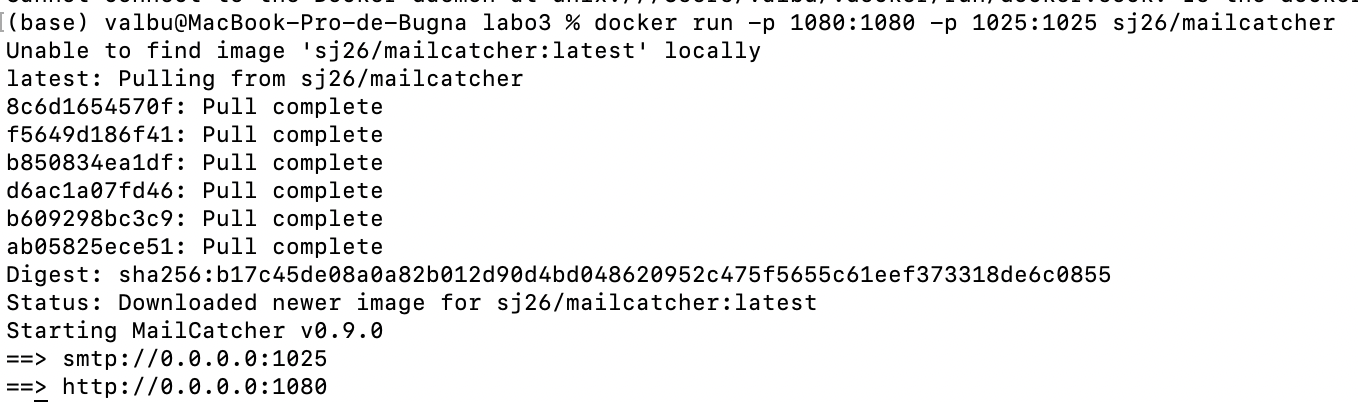 (base) valbu@MacBook-Pro-de-Bugna labo3 % docker run -p 1080:1080 -p 1025:1025 sj26/mailcatcher
Unable to find image 'sj26/mailcatcher:latest' locally
latest: Pulling from sj26/mailcatcher
8c6d1654570f: Pull complete
f5649d186f41: Pull complete
b850834ea1df: Pull complete
d6ac1a07fd46: Pull complete
b609298bc3c9: Pull complete
ab05825ece51: Pull complete
Digest: sha256:b17c45de08a0a82b012d90d4bd048620952c475f5655c61eef373318de6c0855
Status: Downloaded newer image for sj26/mailcatcher:latest
Starting MailCatcher v0.9.0
==> smtp://0.0.0.0:1025
==> http://0.0.0.0:1080